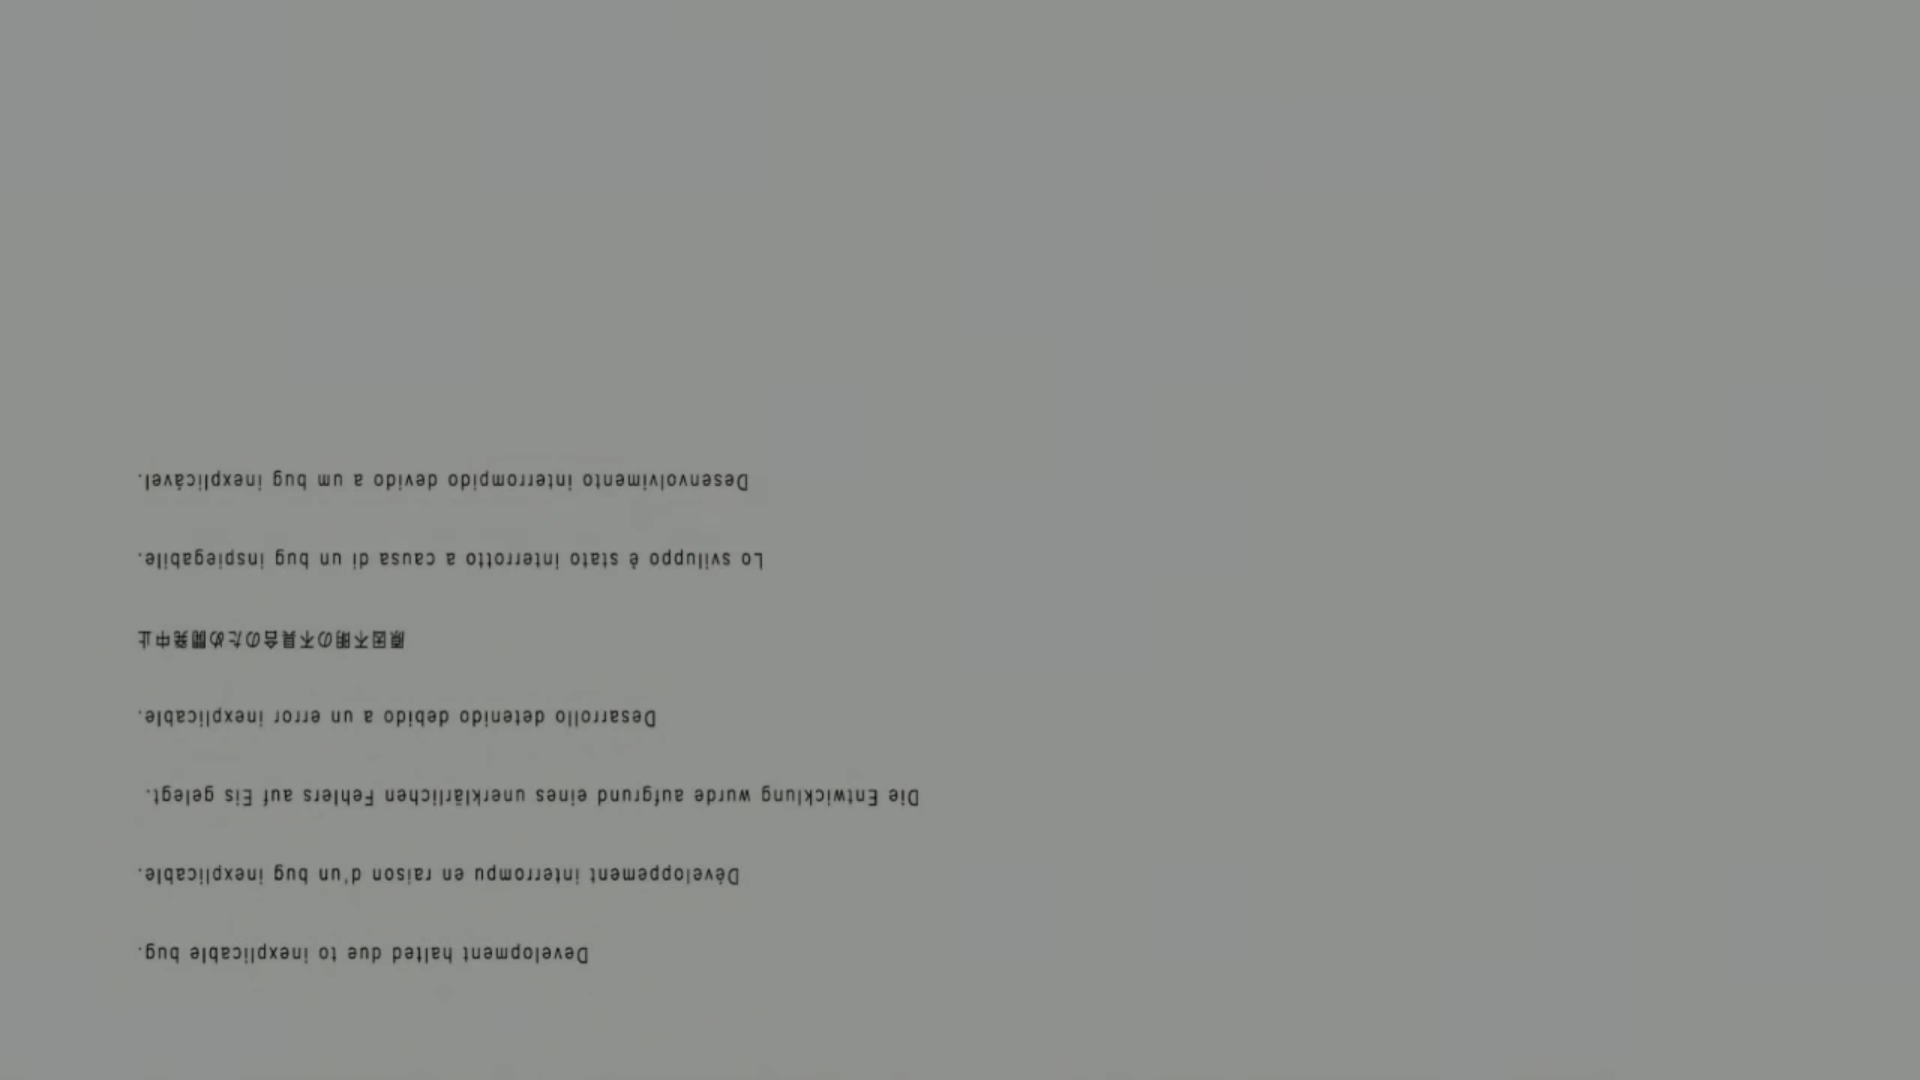 Development halted due to inexplicable bug.
Développement interrompu en raison d'un bug inexplicable.
Die Entwicklung wurde aufgrund eines unerklärlichen Fehlers auf Eis gelegt.
Desarrollo detenido debido a un error inexplicable.
原因不明の不具合のため開発中止
Lo sviluppo è stato interrotto a causa di un bug inspiegabile.
Desenvolvimento interrompido devido a um bug inexplicável.